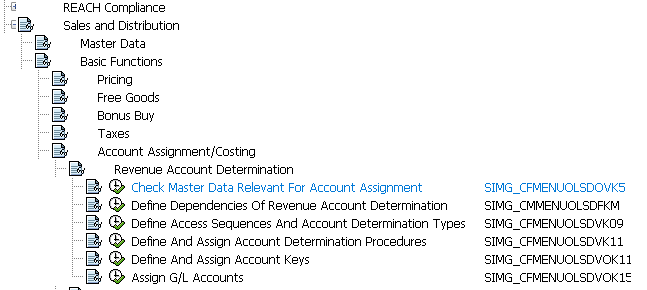 REACH Compliance
Sales and Distribution
Master Data
Basic Functions
Pricing
Free Goods
Bonus Buy
Taxes
Account Assignment/Costing
Revenue Account Determination
Check Master Data Relevant For Account Assignment SIMG_CFMENUOLSDOVK5
Define Dependencies Of Revenue Account Determination SIMG_CMMENUOLSDFKM
Define Access Sequences And Account Determination Types SIMG_CFMENUOLSDVK09
Define And Assign Account Determination Procedures SIMG_CFMENUOLSDVK11
Define And Assign Account Keys SIMG_CFMENUOLSDVOK11
Assign G/L Accounts SIMG_CFMENUOLSDVOK15